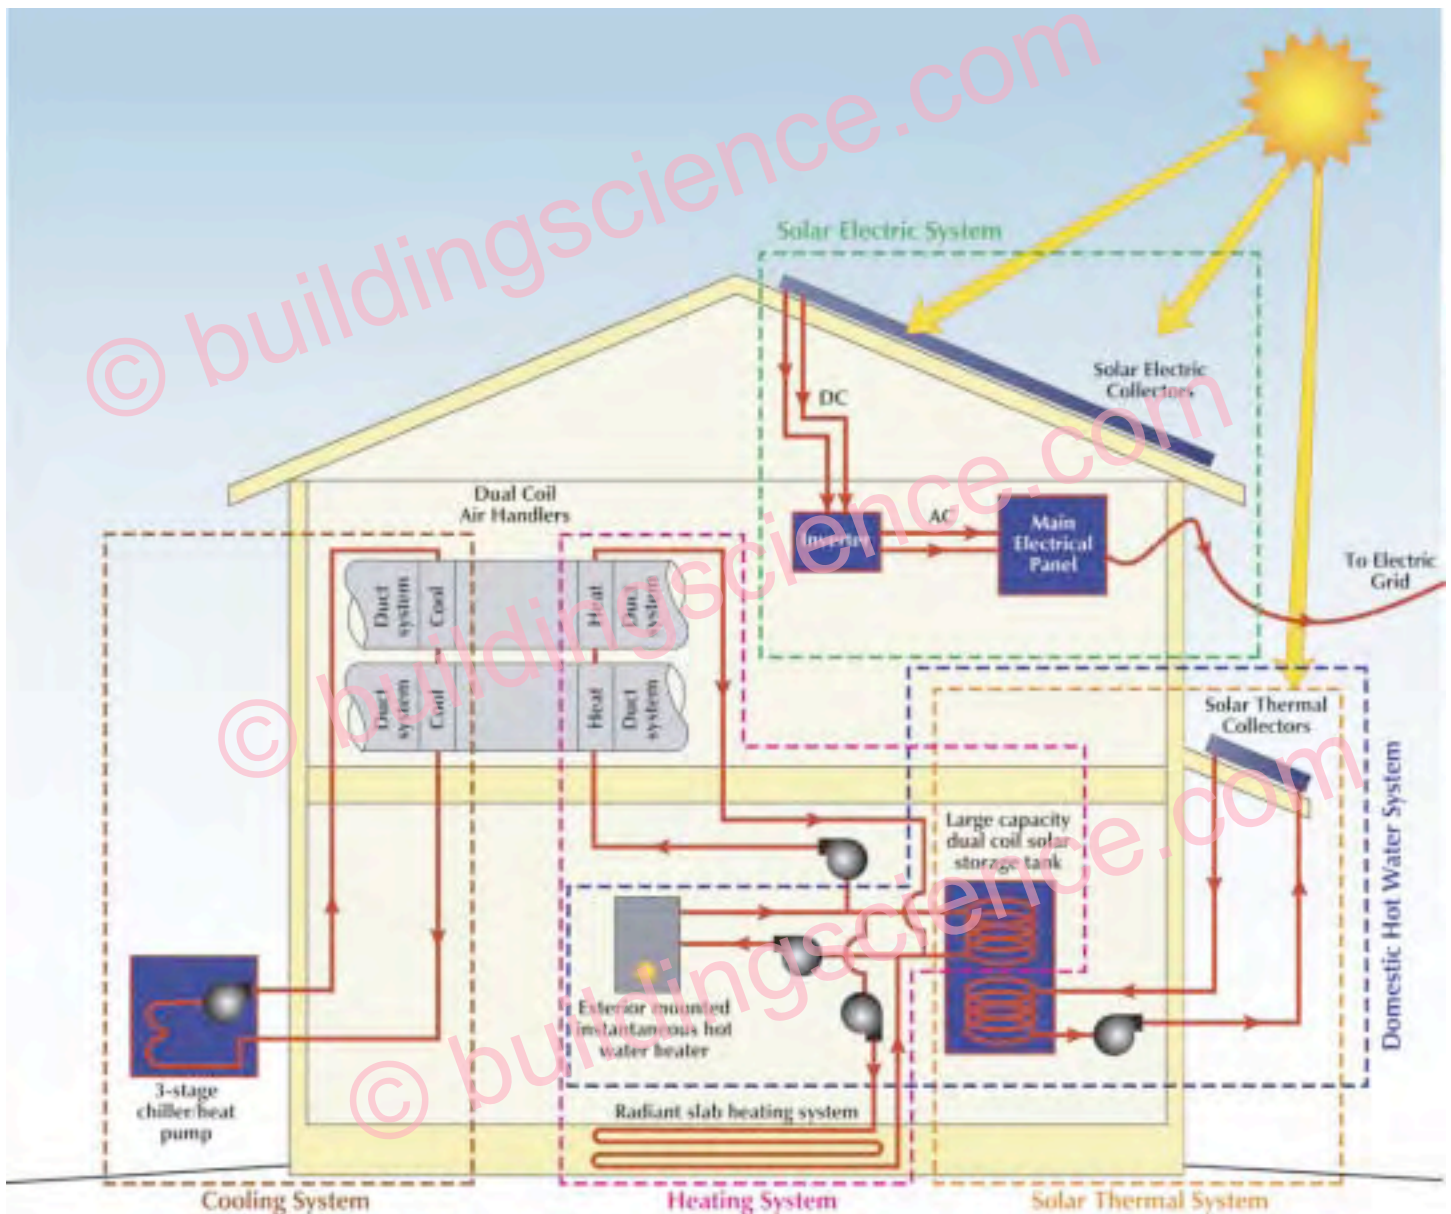 © buildingscience.com
Solar Electric System
Solar Electric
Collectors
DC
Dual Coil
Air Handlers
AC
Inverter
Main
Electrical
Panel
To Electric
Grid
© buildingscience.com
Duct
system
Cool
Heat
Duct
system
Duct
system
Cool
Heat
Duct
system
Solar Thermal
Collectors
Domestic Hot Water System
Large capacity
dual coil solar
storage tank
© buildingscience.com
Exterior mounted
instantaneous hot
water heater
3-stage
chiller/heat
pump
Radiant slab heating system
Cooling System
Heating System
Solar Thermal System